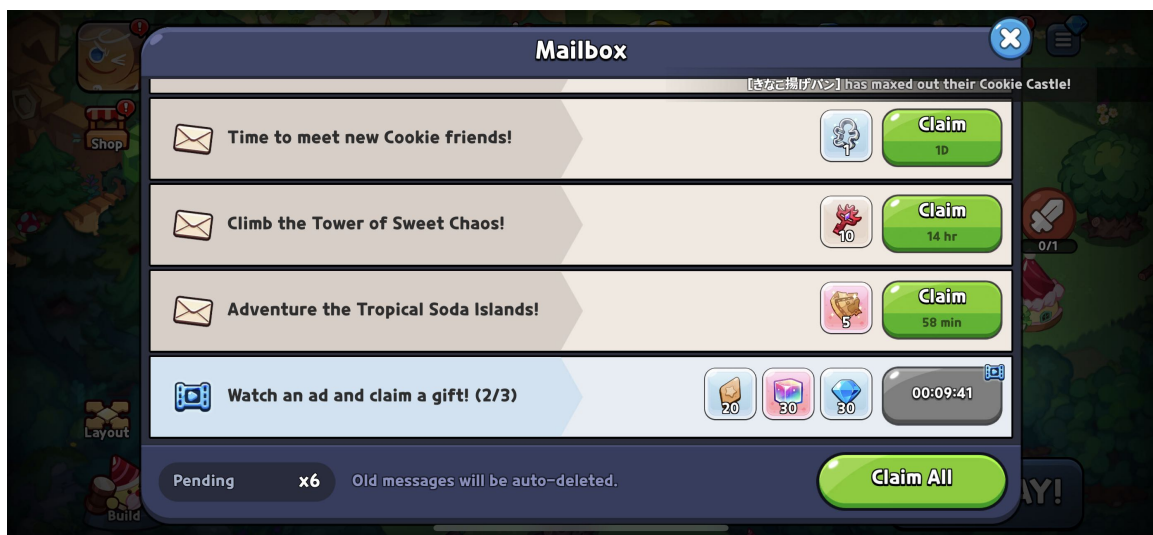 Mailbox
[きなこ揚げパン] has maxed out their Cookie Castle!
Time to meet new Cookie friends!
1
Claim
1D
Shop
Climb the Tower of Sweet Chaos!
10
Claim
14 hr
0/1
Adventure the Tropical Soda Islands!
5
Claim
58 min
Watch an ad and claim a gift! (2/3)
20
30
30
00:09:41
Layout
Pending
x6
Old messages will be auto-deleted.
Claim All
AY!
Build